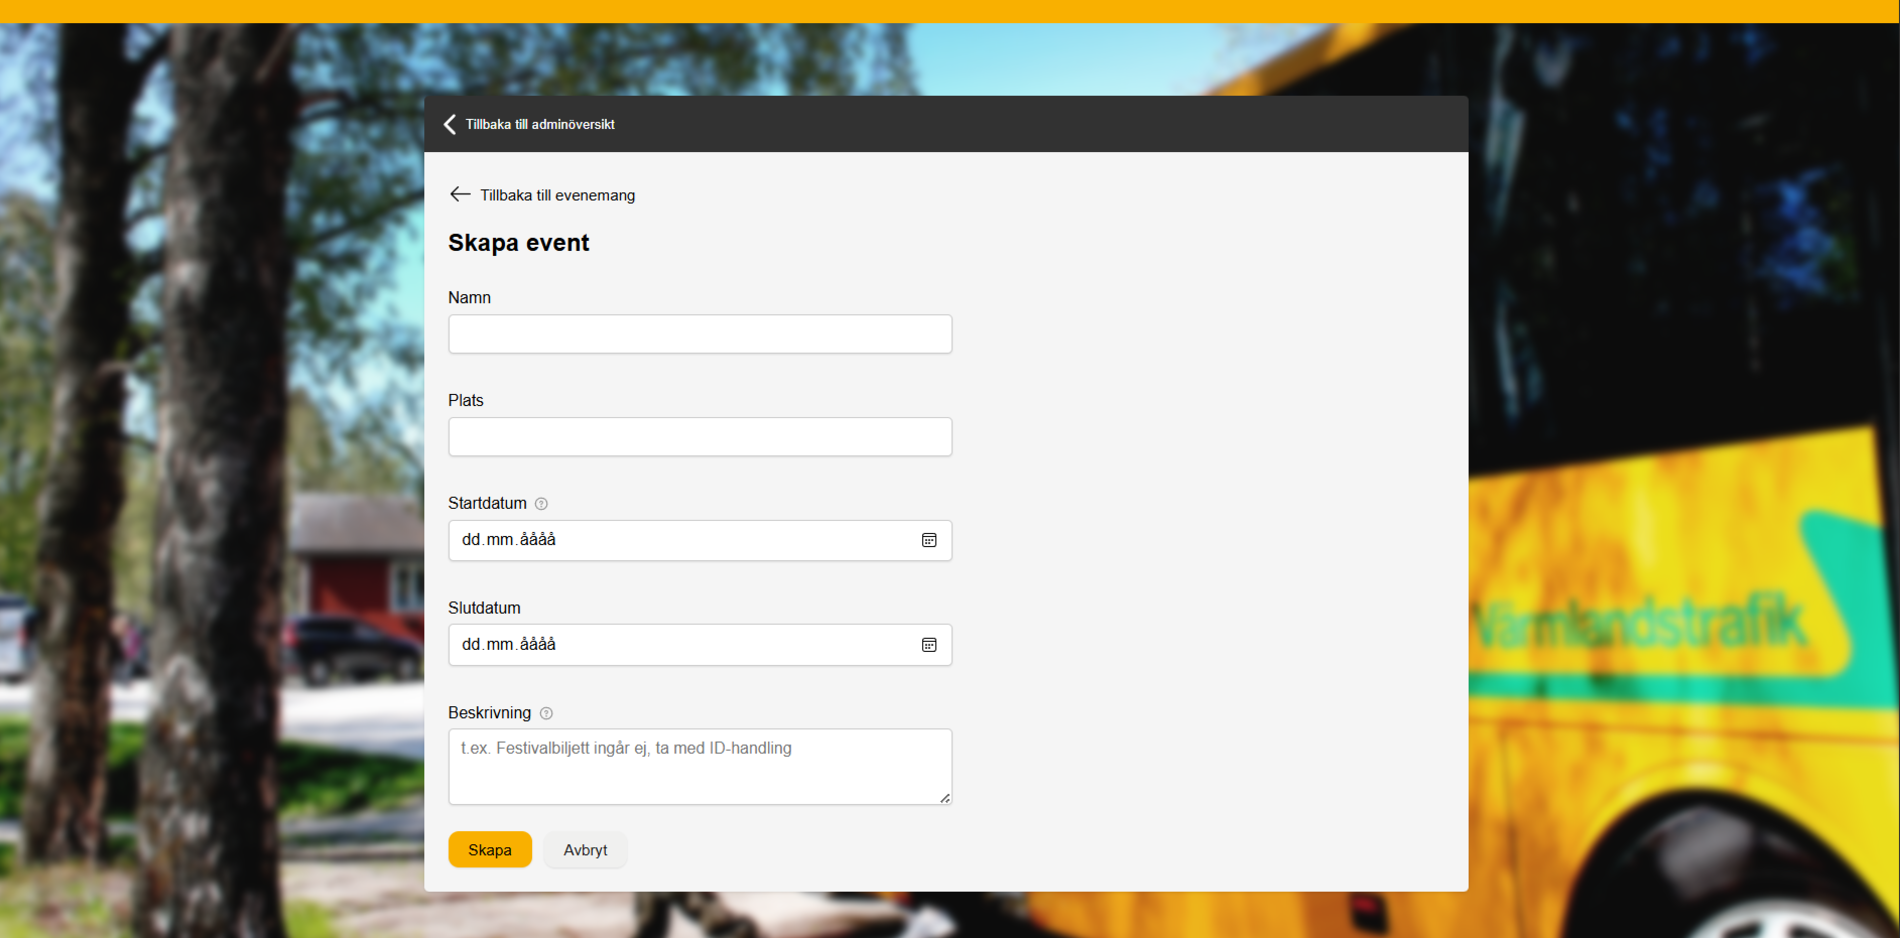 Tillbaka till adminöversikt
Tillbaka till evenemang
Skapa event
Namn
Plats
Startdatum
dd.mm.åååå
Slutdatum
dd.mm.åååå
Beskrivning
t.ex. Festivalbiljett ingår ej, ta med ID-handling
Skapa
Avbryt
Värmlandstrafik